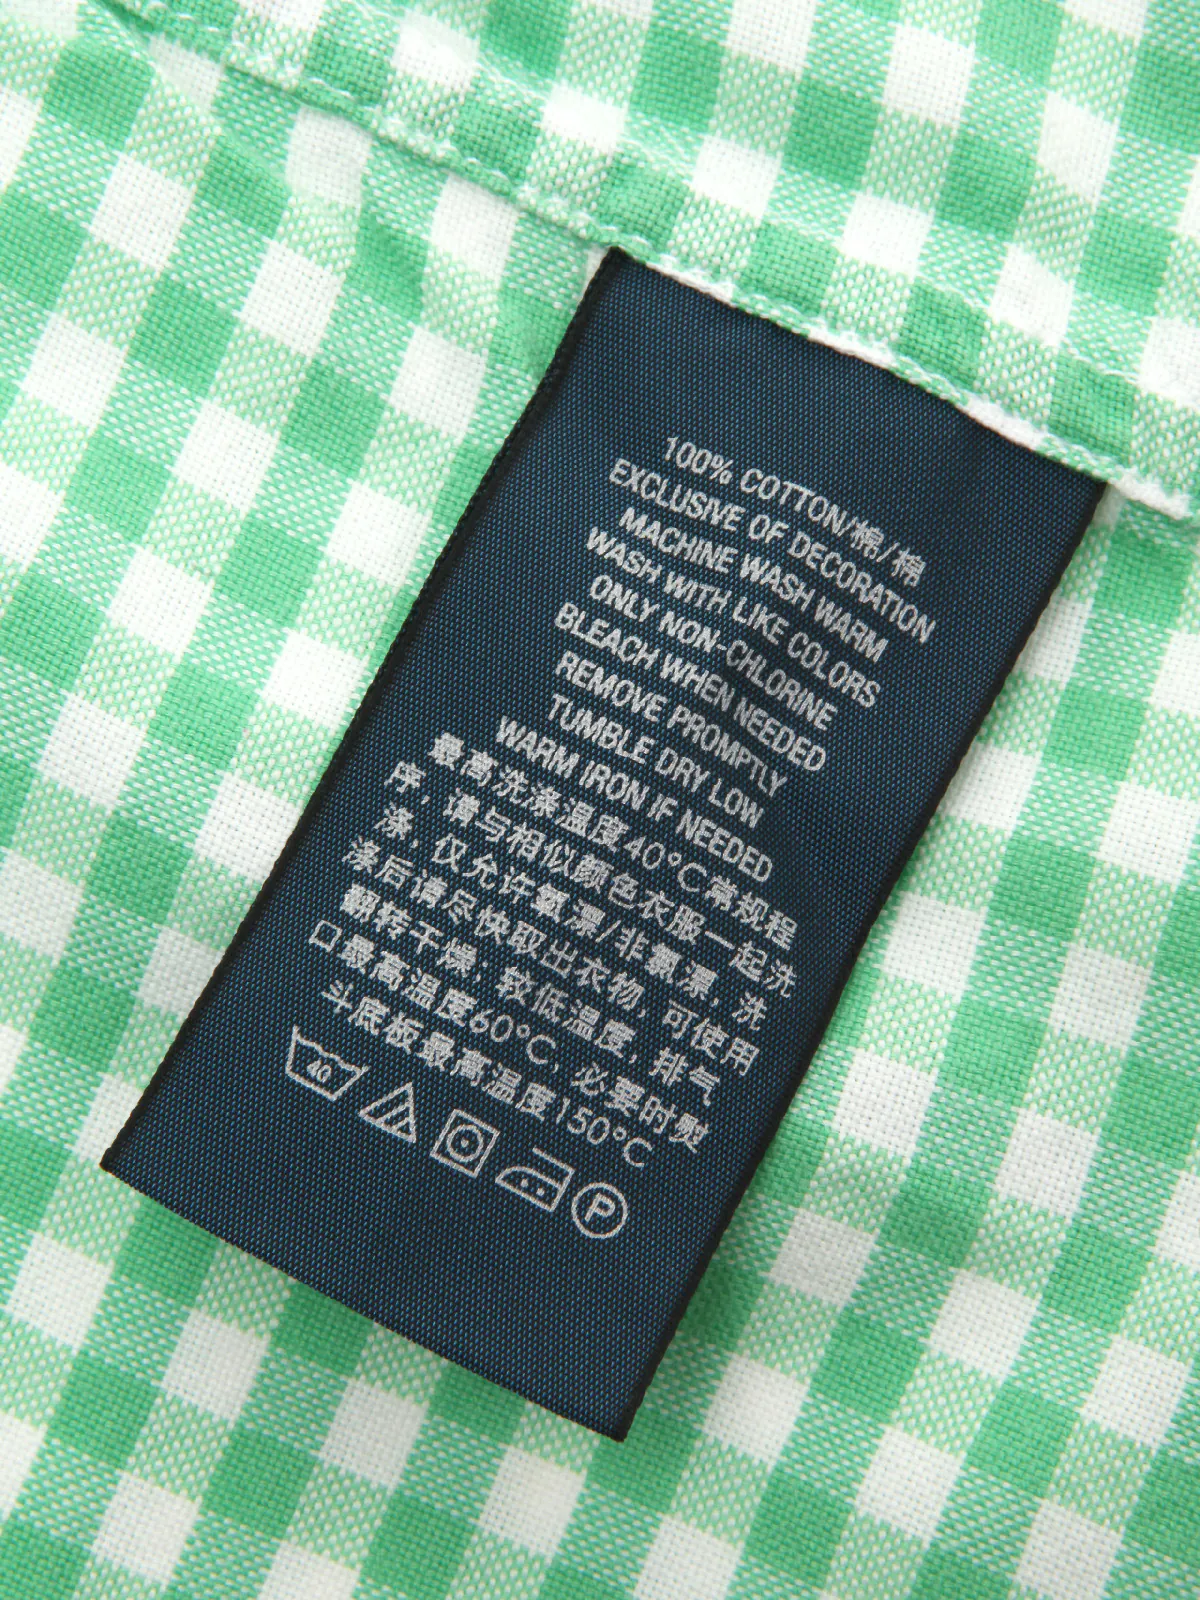 100% COTTON/棉/棉
EXCLUSIVE OF DECORATION
MACHINE WASH WARM
WASH WITH LIKE COLORS
ONLY NON-CHLORINE
BLEACH WHEN NEEDED
REMOVE PROMPTLY
TUMBLE DRY LOW
WARM IRON IF NEEDED
最高洗涤温度40°C常规程
序，请与相似颜色衣服一起洗
涤，仅允许氧漂/非氯漂，洗
涤后请尽快取出衣物，可使用
翻转干燥；较低温度，排气
口最高温度60°C，必要时熨
斗底板最高温度150°C
40
P